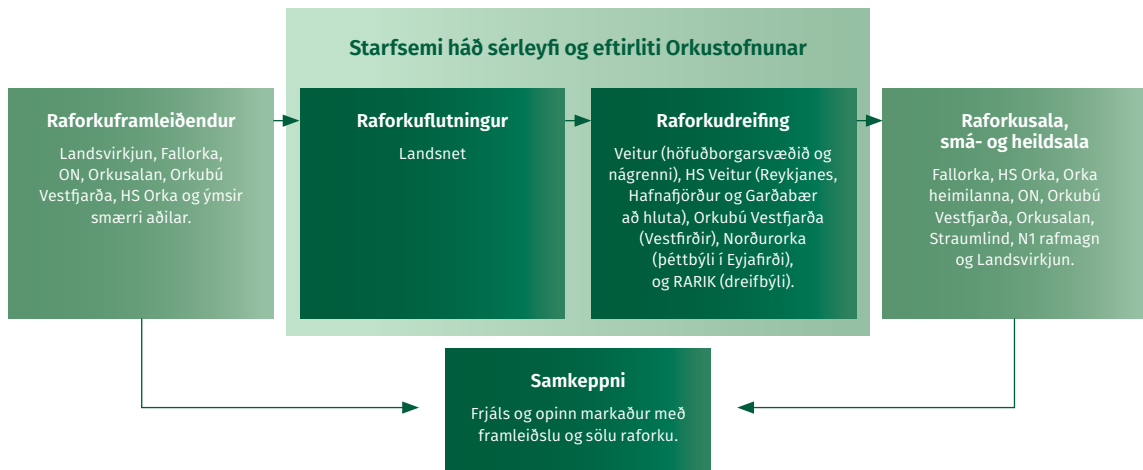 Starfsemi háð sérleyfi og eftirliti Orkustofnunar
Raforkuframleiðendur
Landsvirkjun, Fallorka,
ON, Orkusalan, Orkubú
Vestfjarða, HS Orka og ýmsir
smærri aðilar.
Raforkuflutningur
Landsnet
Raforkudreifing
Veitur (höfuðborgarsvæðið og
nágrenni), HS Veitur (Reykjanes,
Hafnafjörður og Garðabær
að hluta), Orkubú Vestfjarða
(Vestfirðir), Norðurorka
(þéttbýli í Eyjafirði),
og RARIK (dreifbýli).
Raforkusala,
smá- og heildsala
Fallorka, HS Orka, Orka
heimilanna, ON, Orkubú
Vestfjarða, Orkusalan,
Straumlind, N1 rafmagn
og Landsvirkjun.
Samkeppni
Frjáls og opinn markaður með
framleiðslu og sölu raforku.